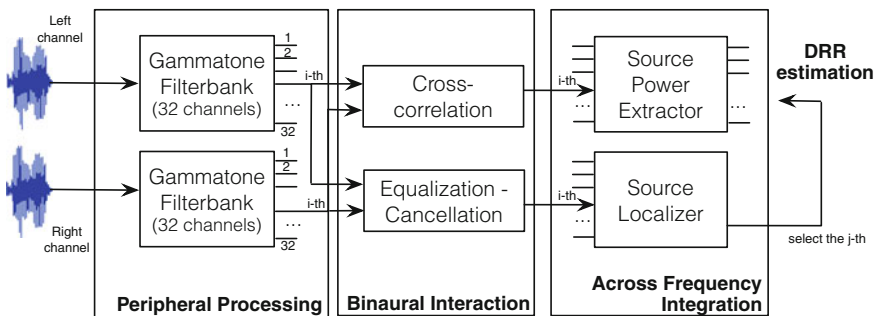 Left
channel
Gammatone
Filterbank
(32 channels)
1
2
i-th
...
32
Gammatone
Filterbank
(32 channels)
1
2
i-th
...
32
Right
channel
Peripheral Processing
Cross-
correlation
Equalization -
Cancellation
Binaural Interaction
i-th
...
Source
Power
Extractor
...
i-th
...
Source
Localizer
Across Frequency
Integration
DRR
estimation
select the j-th